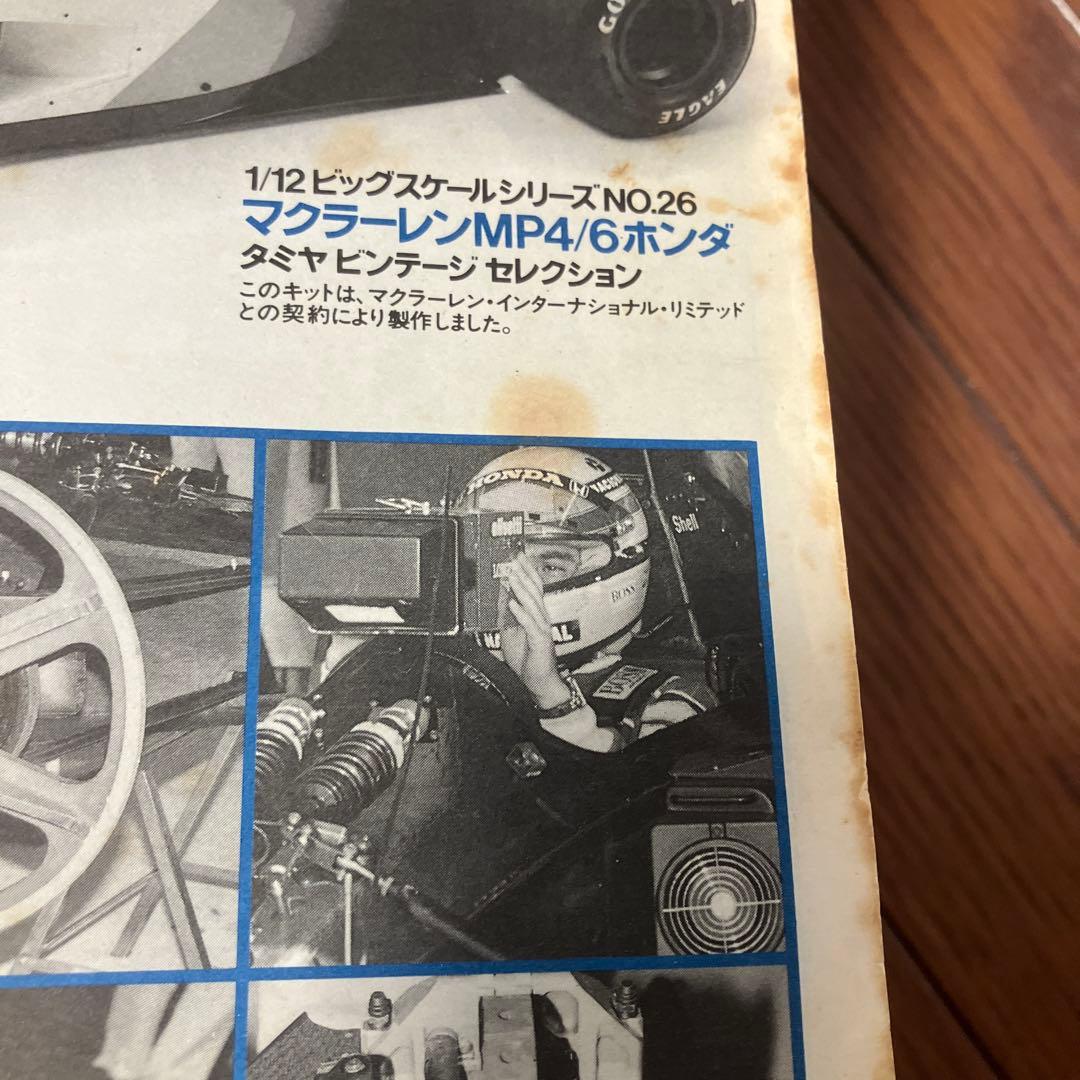 EAGLE
1/12 ビッグスケールシリーズ NO.26
マクラーレンMP4/6ホンダ
タミヤ ビンテージ セレクション
このキットは、マクラーレン・インターナショナル・リミテッド
との契約により製作しました。
HONDA
Shell
Shell
BOSS